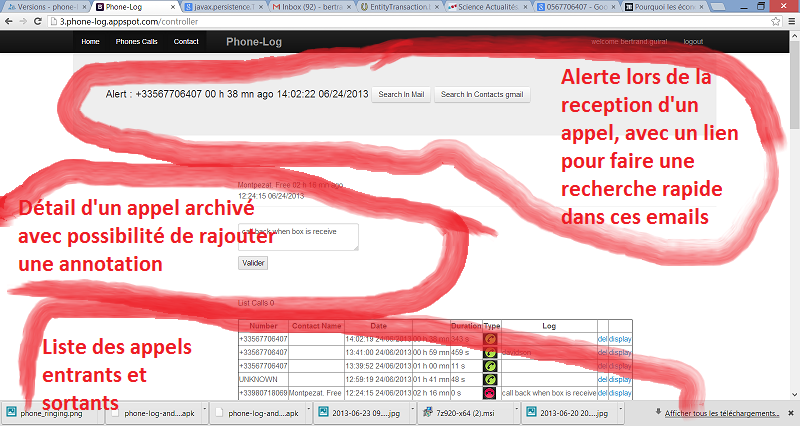 Versions - phone-l
Phone-Log
javax.persistence.
M Inbox (92) - bertra
EntityTransaction.
Science Actualités,
0567706407 - Goo
Pourquoi les écon
3.phone-log.appspot.com/controller
Home Phones Calls Contact Phone-Log welcome bertrand guiral logout
Alert : +33567706407 00 h 38 mn ago 14:02:22 06/24/2013 Search In Mail Search In Contacts gmail
Alerte lors de la
reception d'un
appel, avec un lien
pour faire une
recherche rapide
dans ces emails
Montpezat. Free 02 h 16 mn ago
12:24:15 06/24/2013
Détail d'un appel archivé
avec possibilité de rajouter
une annotation
call back when box is receive
Valider
List Calls 0
Number Contact Name Date Duration Type Log
+33567706407 14:02:19 24/06/2013 00 h 38 mn 343 s del display
+33567706407 13:41:00 24/06/2013 00 h 59 mn 459 s davidson del display
+33567706407 13:39:52 24/06/2013 01 h 00 mn 11 s del display
UNKNOWN 12:59:19 24/06/2013 01 h 41 mn 48 s del display
+33980718069 Montpezat. Free 12:24:15 24/06/2013 02 h 16 mn 0 s call back when box is receive del display
Liste des appels
entrants et
sortants
phone_ringing.png
phone-log-and....apk
phone-log-and....apk
2013-06-23 09....jpg
7z920-x64 (2).msi
2013-06-20 20....jpg
Afficher tous les téléchargements...